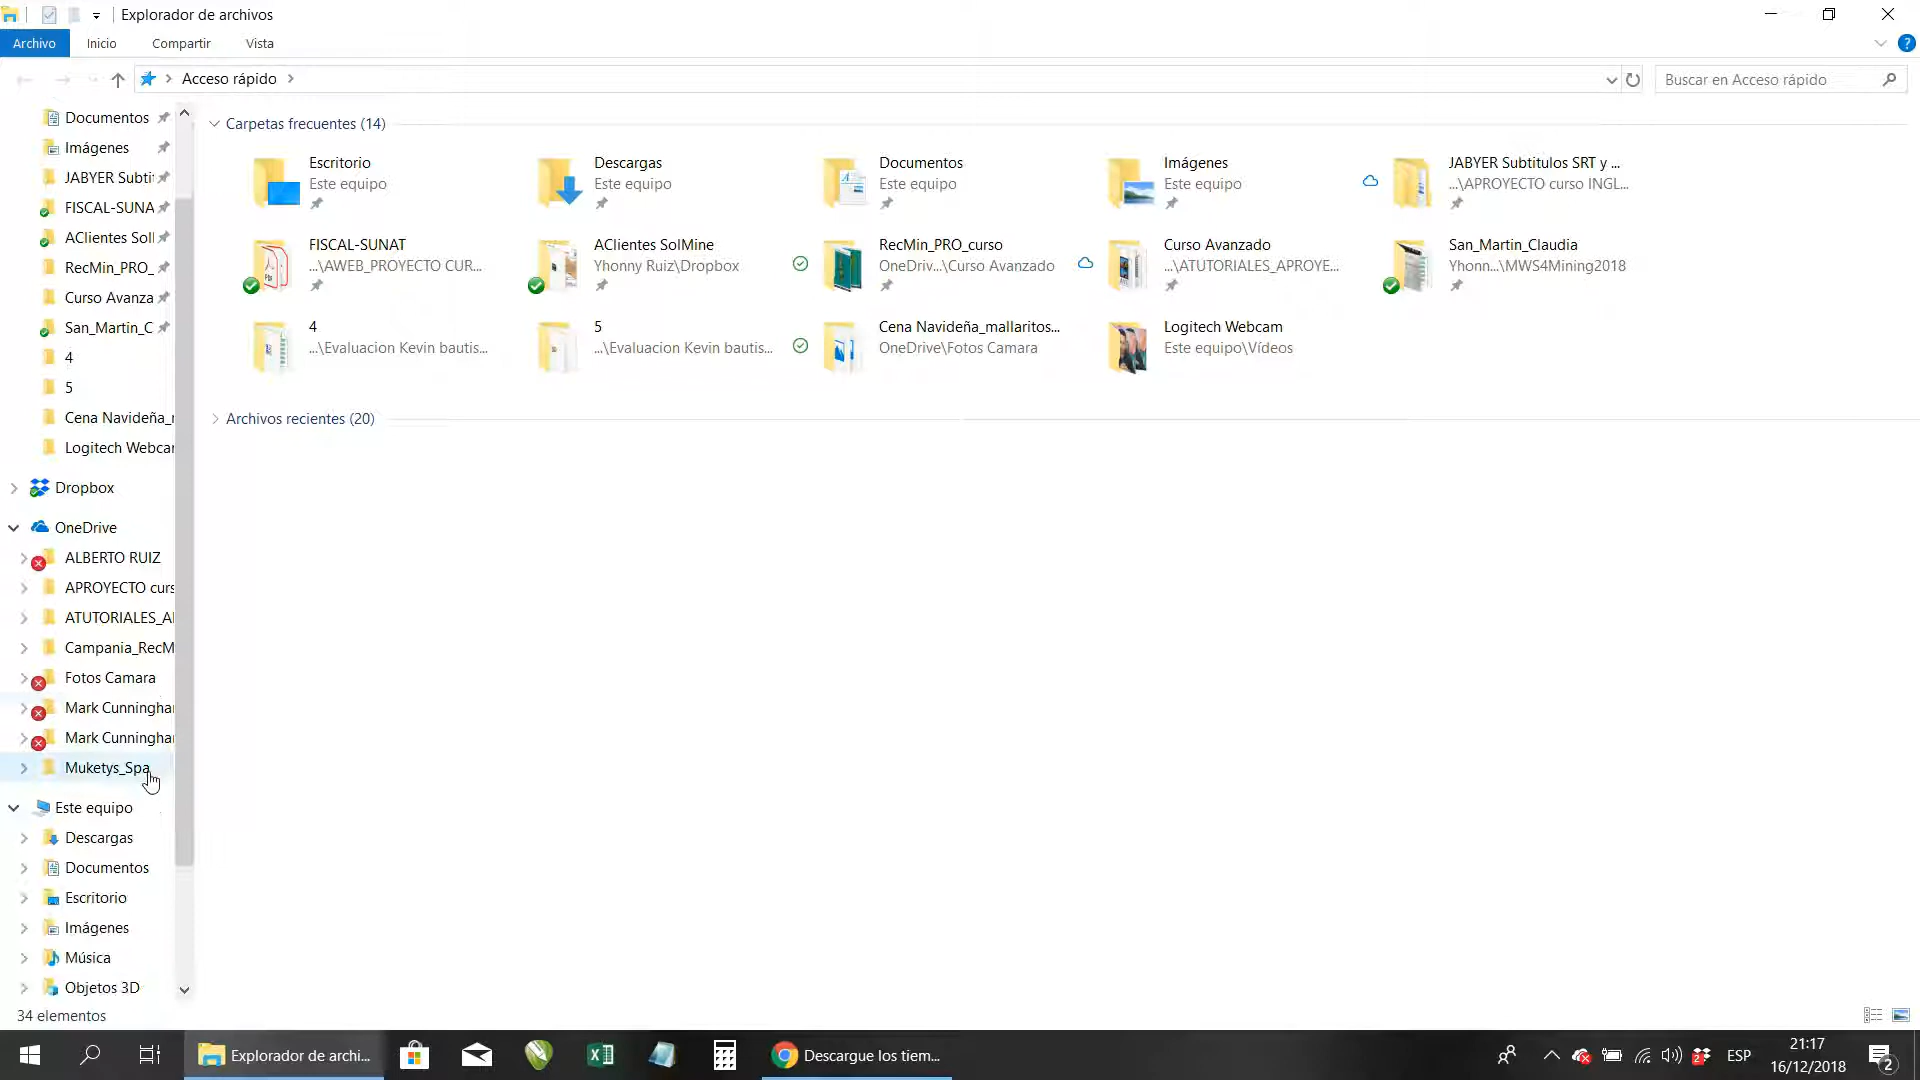 Explorador de archivos
Archivo Inicio Compartir Vista
Acceso rápido
Buscar en Acceso rápido
Documentos
Imágenes
JABYER Subtit
FISCAL-SUNA
AClientes Sol
RecMin_PRO_
Curso Avanza
San_Martin_C
4
5
Cena Navideña_r
Logitech Webcar
Dropbox
OneDrive
ALBERTO RUIZ
APROYECTO curs
ATUTORIALES_A
Campania_RecM
Fotos Camara
Mark Cunninghar
Mark Cunninghar
Muketys_Spa
Este equipo
Descargas
Documentos
Escritorio
Imágenes
Música
Objetos 3D
Carpetas frecuentes (14)
Escritorio
Este equipo
Descargas
Este equipo
Documentos
Este equipo
Imágenes
Este equipo
JABYER Subtitulos SRT y ...
...\APROYECTO curso INGL...
FISCAL-SUNAT
...\AWEB_PROYECTO CUR...
AClientes SolMine
Yhonny Ruiz\Dropbox
RecMin_PRO_curso
OneDriv...\Curso Avanzado
Curso Avanzado
...\ATUTORIALES_APROYE...
San_Martin_Claudia
Yhonn...\MWS4Mining2018
4
...\Evaluacion Kevin bautis...
5
...\Evaluacion Kevin bautis...
Cena Navideña_mallaritos...
OneDrive\Fotos Camara
Logitech Webcam
Este equipo\Vídeos
Archivos recientes (20)
34 elementos
Explorador de archi...
Descargue los tiem...
ESP
21:17
16/12/2018
2